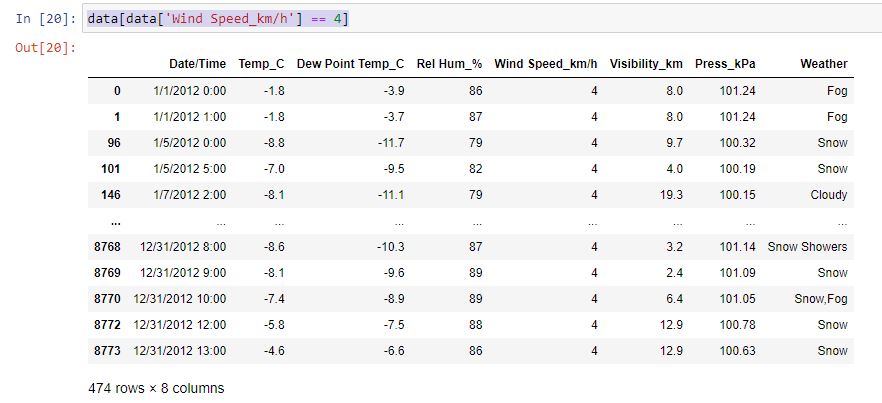 In [20]: data[data['Wind Speed_km/h'] == 4]
Out[20]:
Date/Time Temp_C Dew Point Temp_C Rel Hum_% Wind Speed_km/h Visibility_km Press_kPa Weather
0 1/1/2012 0:00 -1.8 -3.9 86 4 8.0 101.24 Fog
1 1/1/2012 1:00 -1.8 -3.7 87 4 8.0 101.24 Fog
96 1/5/2012 0:00 -8.8 -11.7 79 4 9.7 100.32 Snow
101 1/5/2012 5:00 -7.0 -9.5 82 4 4.0 100.19 Snow
146 1/7/2012 2:00 -8.1 -11.1 79 4 19.3 100.15 Cloudy
... ... ... ... ... ... ... ... ...
8768 12/31/2012 8:00 -8.6 -10.3 87 4 3.2 101.14 Snow Showers
8769 12/31/2012 9:00 -8.1 -9.6 89 4 2.4 101.09 Snow
8770 12/31/2012 10:00 -7.4 -8.9 89 4 6.4 101.05 Snow,Fog
8772 12/31/2012 12:00 -5.8 -7.5 88 4 12.9 100.78 Snow
8773 12/31/2012 13:00 -4.6 -6.6 86 4 12.9 100.63 Snow
474 rows × 8 columns